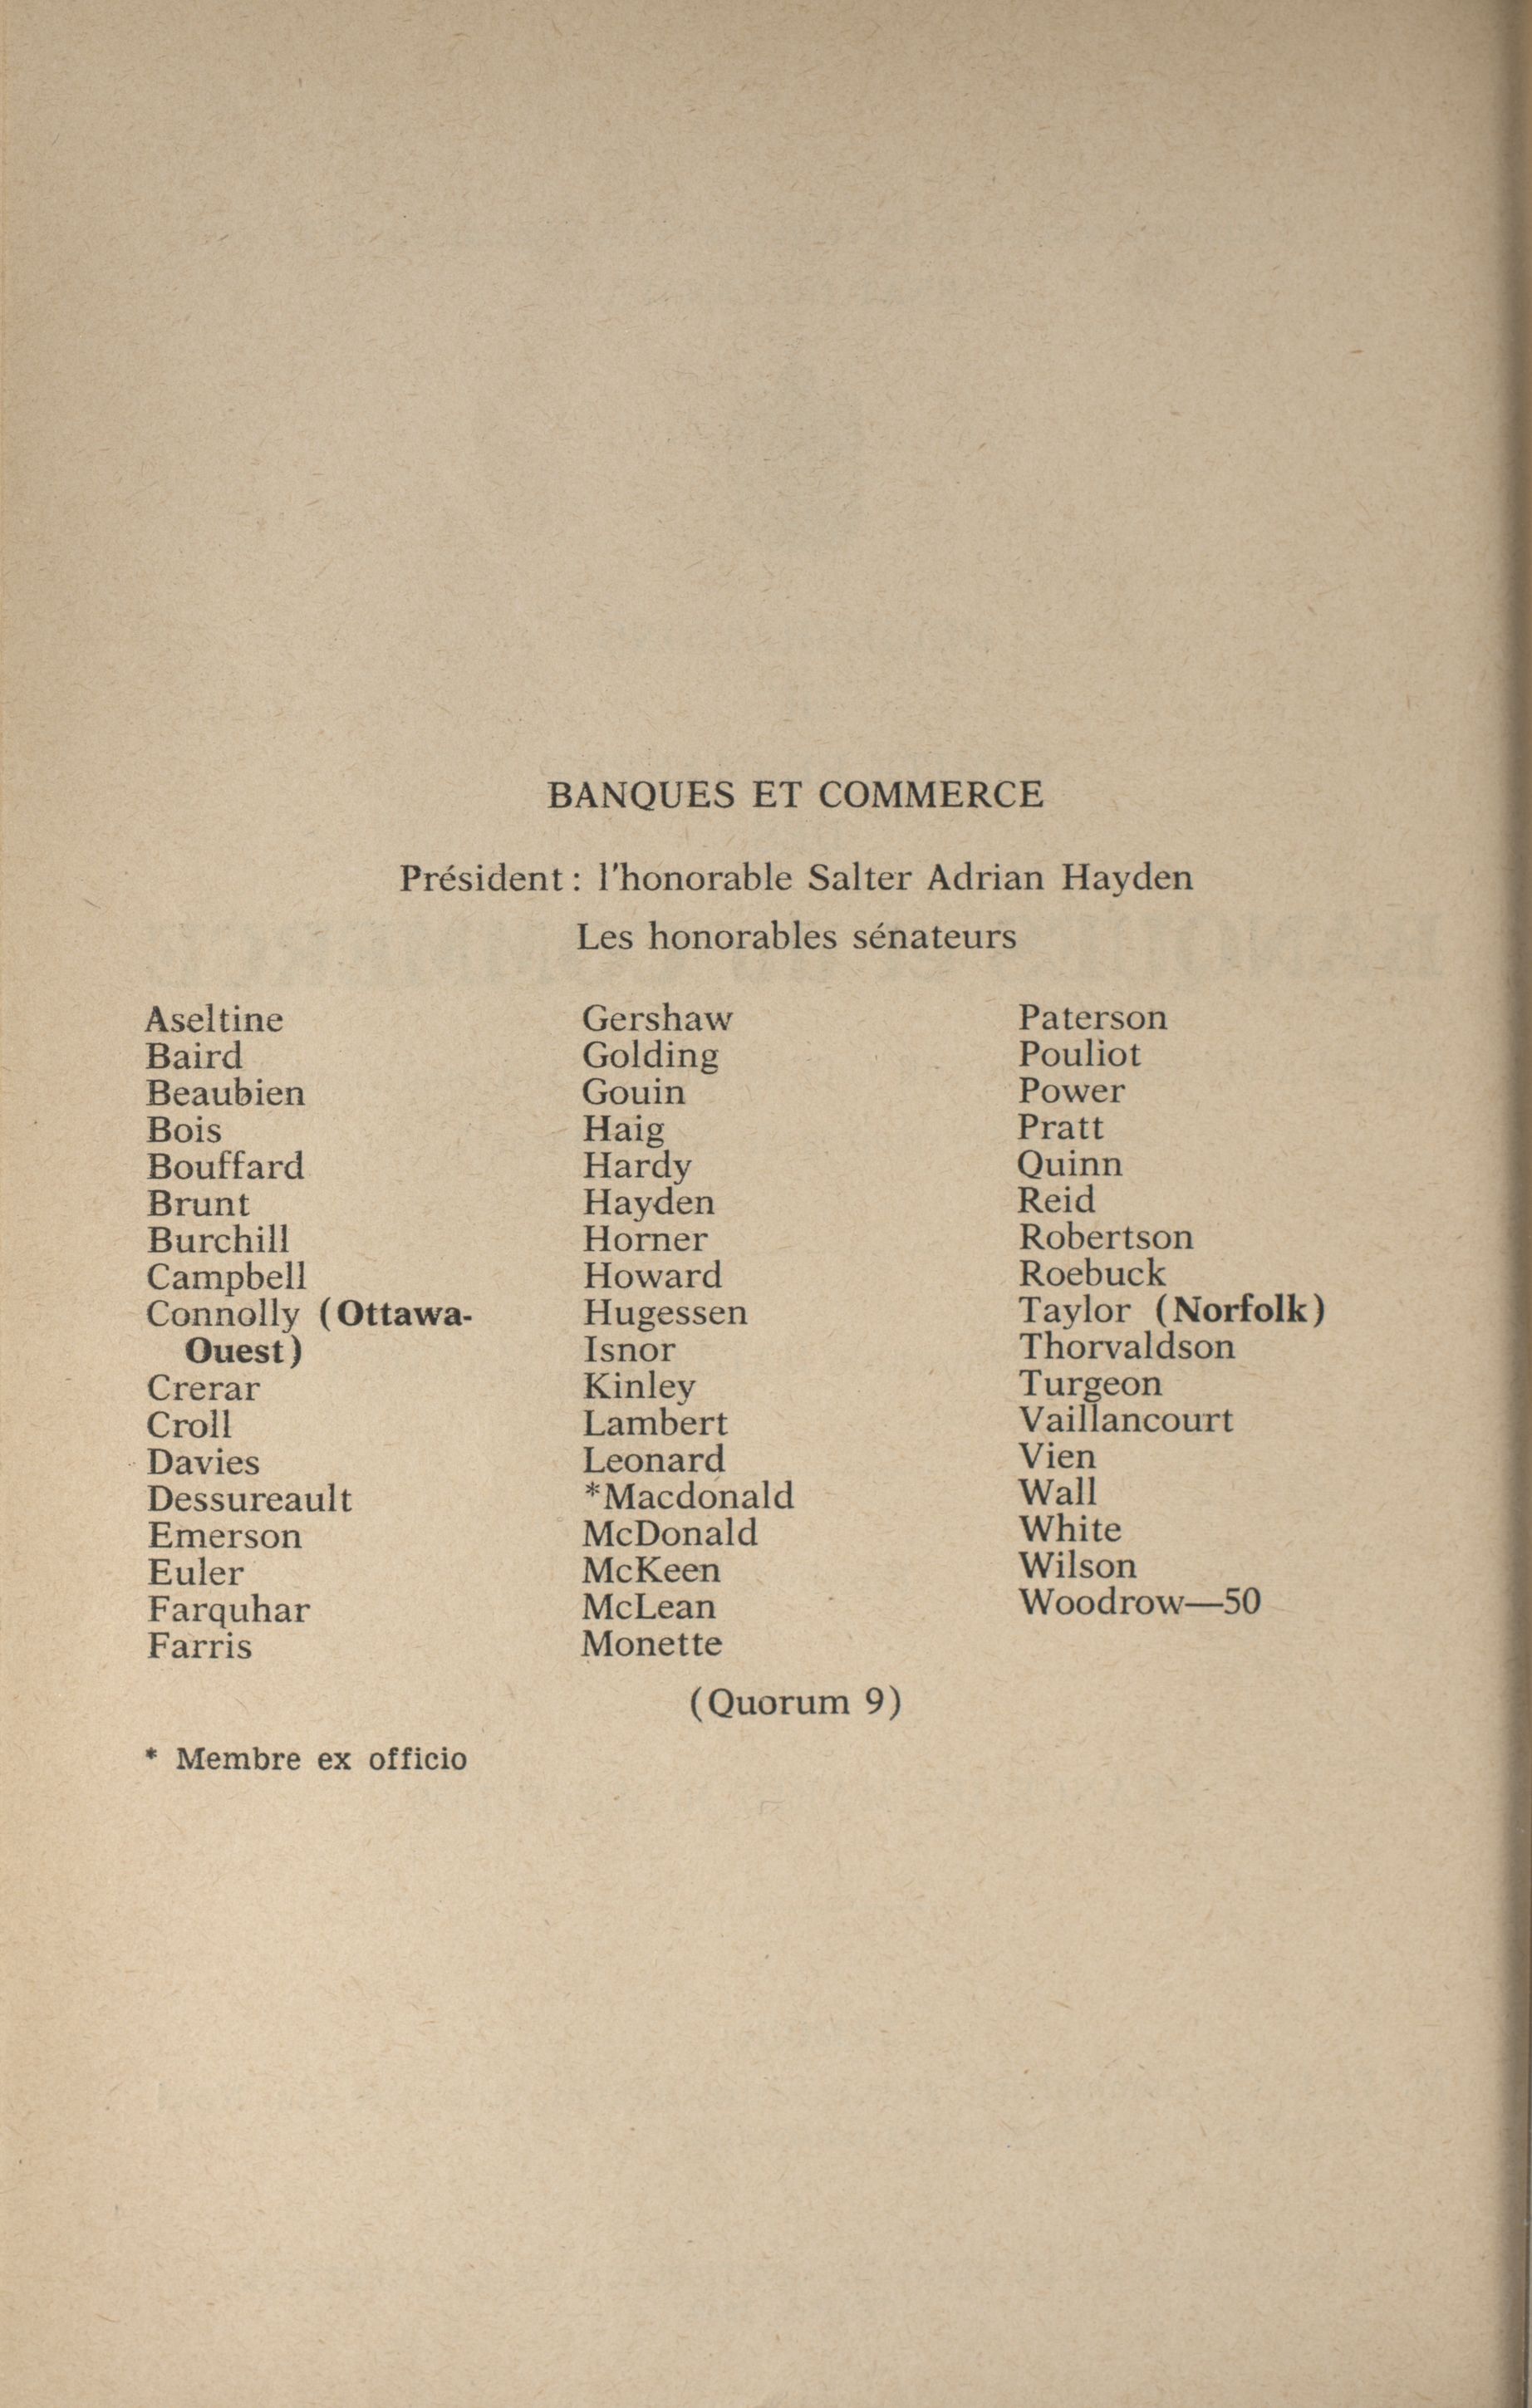 BANQUES ET COMMERCE
Président : l'honorable Salter Adrian Hayden
Les honorables sénateurs
Aseltine
Baird
Beaubien
Bois
Bouffard
Brunt
Burchill
Campbell
Connolly (Ottawa-
Ouest)
Crerar
Croll
Davies
Dessureault
Emerson
Euler
Farquhar
Farris
Gershaw
Golding
Gouin
Haig
Hardy
Hayden
Horner
Howard
Hugessen
Isnor
Kinley
Lambert
Leonard
*Macdonald
McDonald
McKeen
McLean
Monette
Paterson
Pouliot
Power
Pratt
Quinn
Reid
Robertson
Roebuck
Taylor (Norfolk)
Thorvaldson
Turgeon
Vaillancourt
Vien
Wall
White
Wilson
Woodrow—50
(Quorum 9)
* Membre ex officio